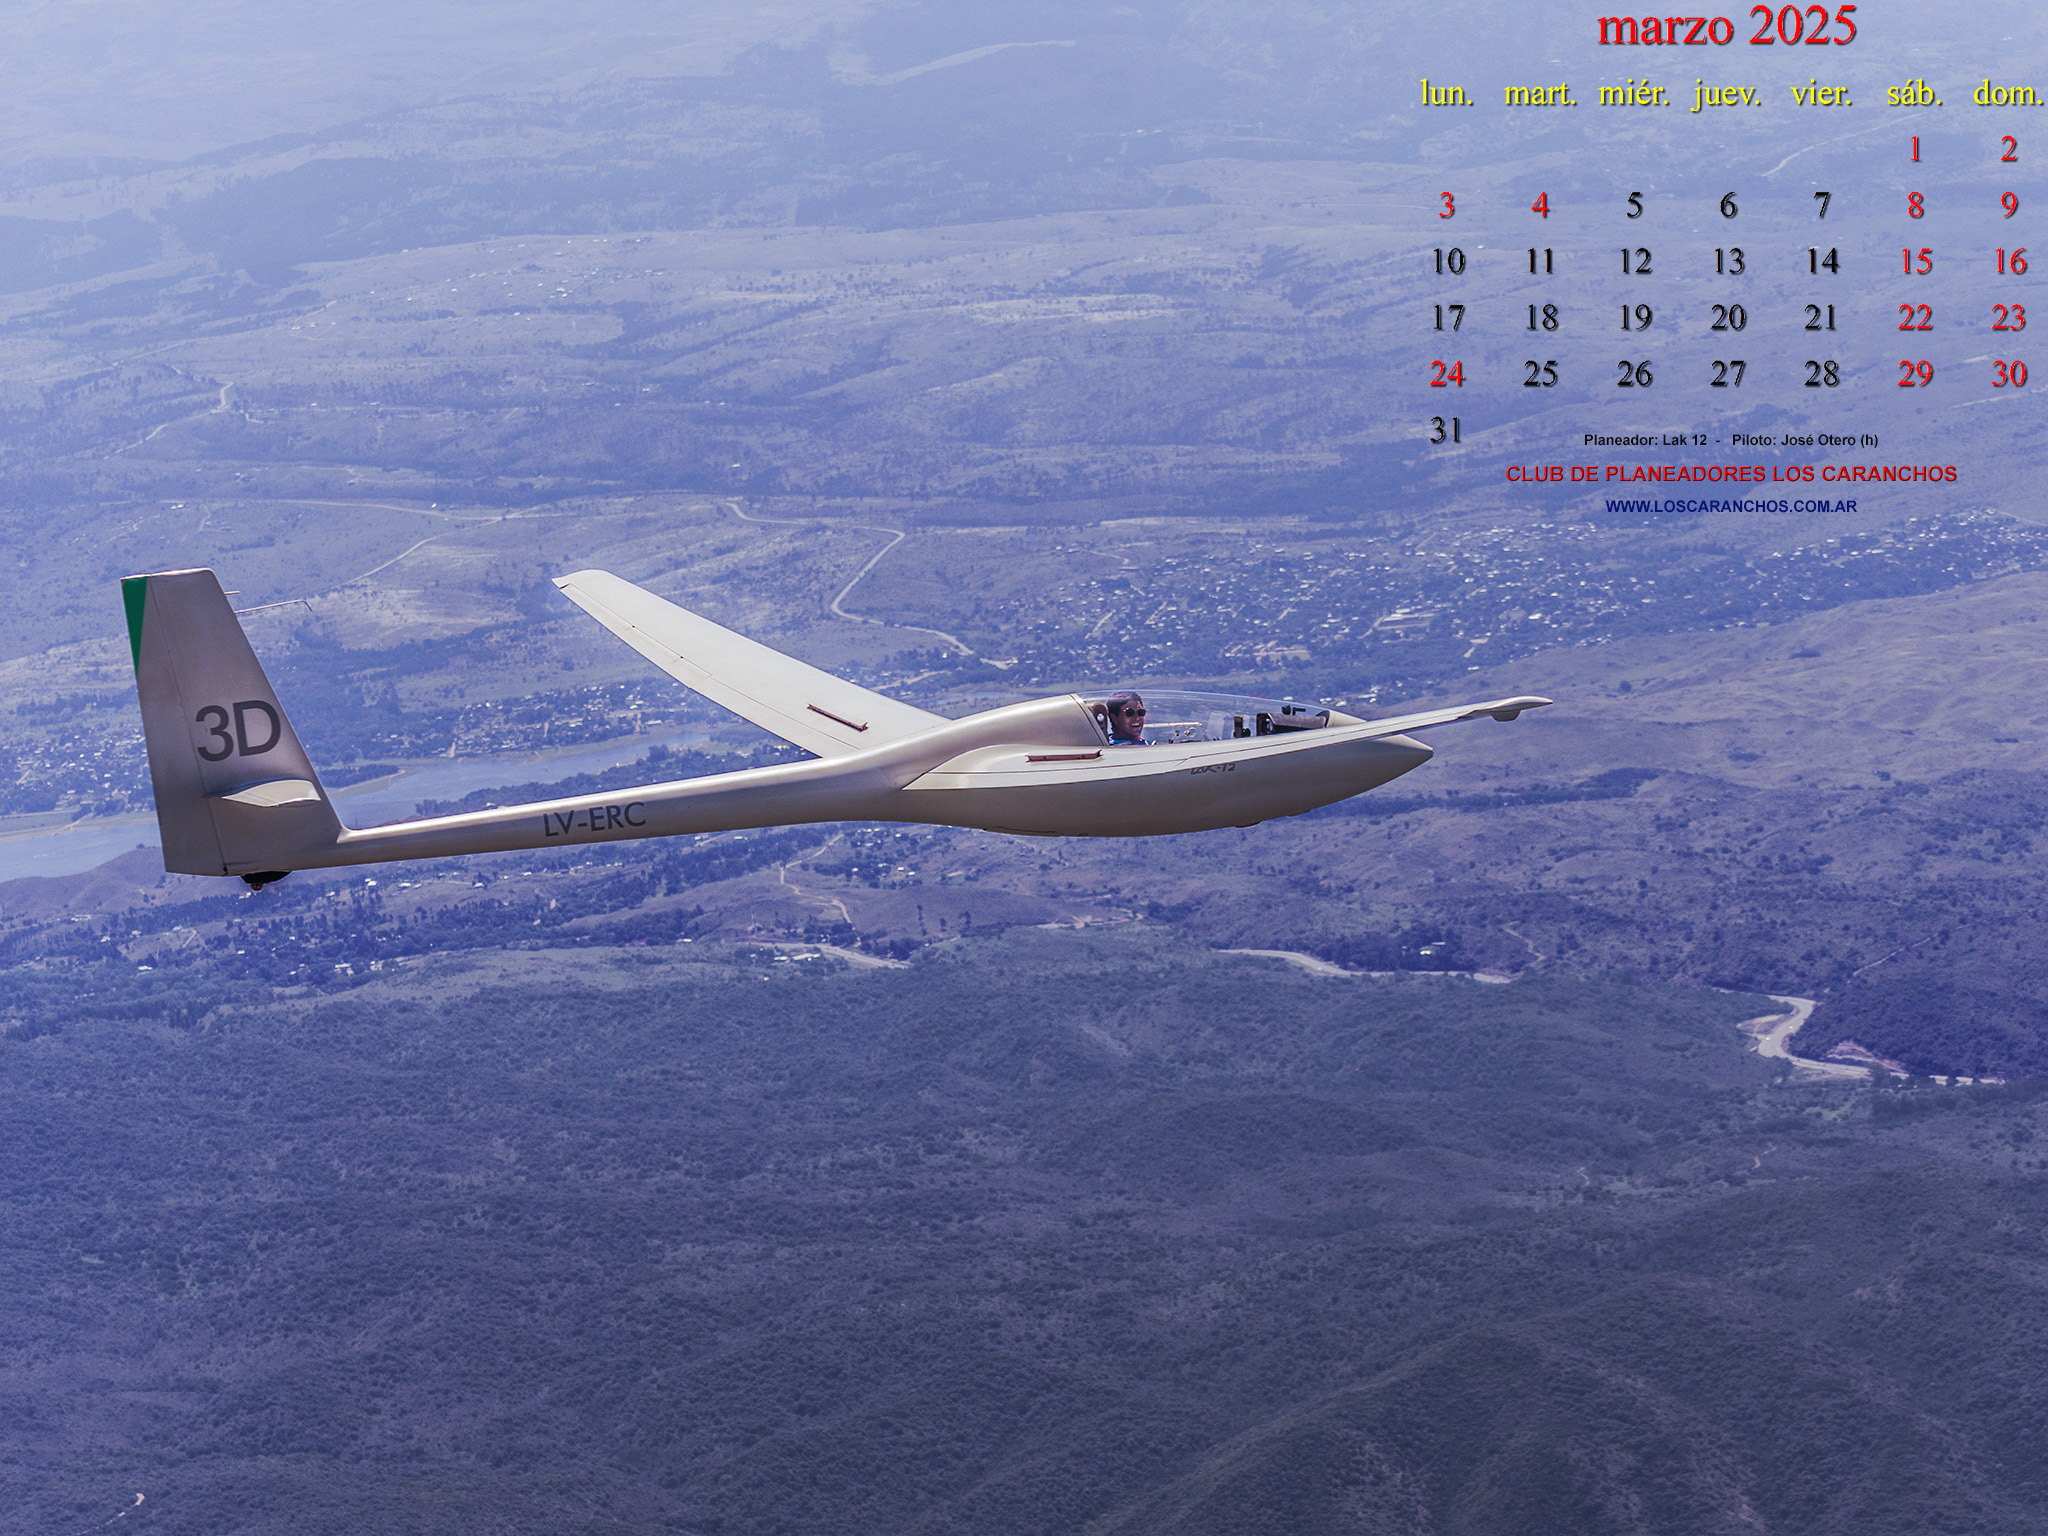 marzo 2025
lun. mart. miér. juev. vier. sáb. dom.
1 2
3 4 5 6 7 8 9
10 11 12 13 14 15 16
17 18 19 20 21 22 23
24 25 26 27 28 29 30
31
Planeador: Lak 12 - Piloto: José Otero (h)
CLUB DE PLANEADORES LOS CARANCHOS
WWW.LOSCARANCHOS.COM.AR
3D
LAK-12
LV-ERC